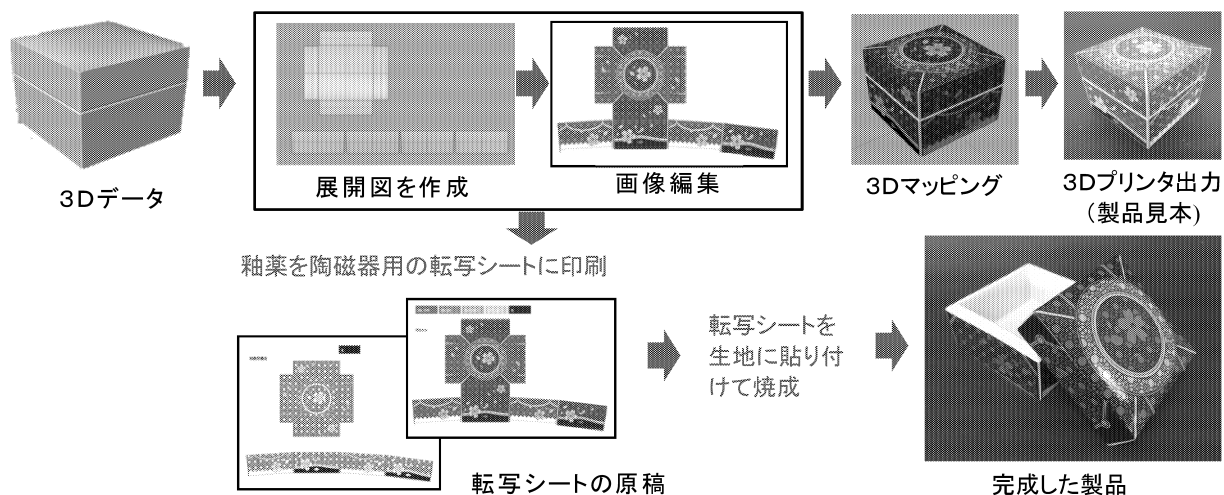 3Dデータ
展開図を作成
画像編集
3Dマッピング
3Dプリンタ出力
(製品見本)
釉薬を陶磁器用の転写シートに印刷
転写シートを
生地に貼り付
けて焼成
転写シートの原稿
完成した製品